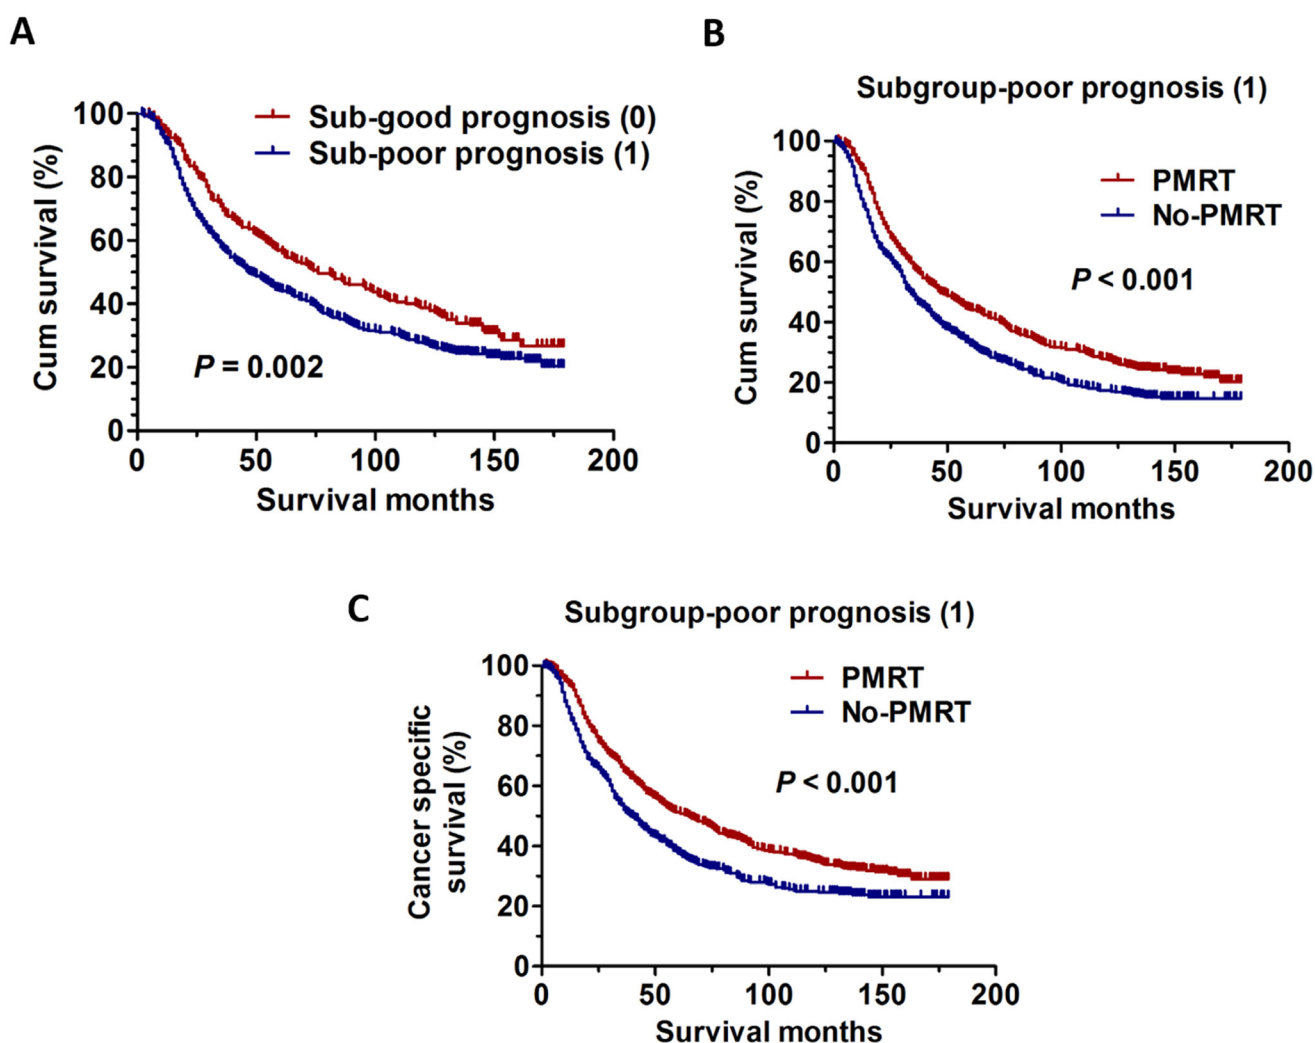 A
Sub-good prognosis (0)
Sub-poor prognosis (1)
Cum survival (%)
100
80
60
40
20
0
P = 0.002
0 50 100 150 200
Survival months
B
Subgroup-poor prognosis (1)
PMRT
No-PMRT
P < 0.001
Cum survival (%)
100
80
60
40
20
0
0 50 100 150 200
Survival months
C
Subgroup-poor prognosis (1)
PMRT
No-PMRT
P < 0.001
Cancer specific
survival (%)
100
80
60
40
20
0
0 50 100 150 200
Survival months